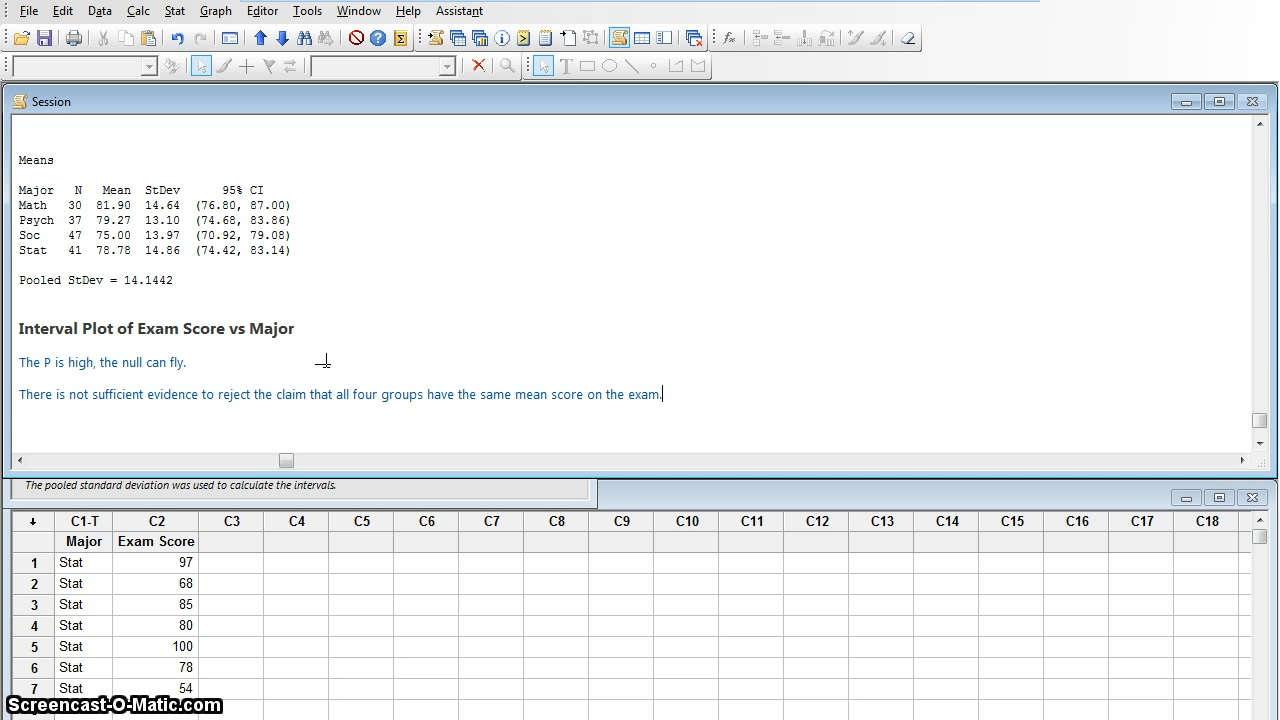 File Edit Data Calc Stat Graph Editor Tools Window Help Assistant
Session
Means
Major N Mean StDev 95% CI
Math 30 81.90 14.64 (76.80, 87.00)
Psych 37 79.27 13.10 (74.68, 83.86)
Soc 47 75.00 13.97 (70.92, 79.08)
Stat 41 78.78 14.86 (74.42, 83.14)
Pooled StDev = 14.1442
Interval Plot of Exam Score vs Major
The P is high, the null can fly.
There is not sufficient evidence to reject the claim that all four groups have the same mean score on the exam.
The pooled standard deviation was used to calculate the intervals.
C1-T C2 C3 C4 C5 C6 C7 C8 C9 C10 C11 C12 C13 C14 C15 C16 C17 C18
Major Exam Score
1 Stat 97
2 Stat 68
3 Stat 85
4 Stat 80
5 Stat 100
6 Stat 78
7 Stat 54
Screencast-O-Matic.com